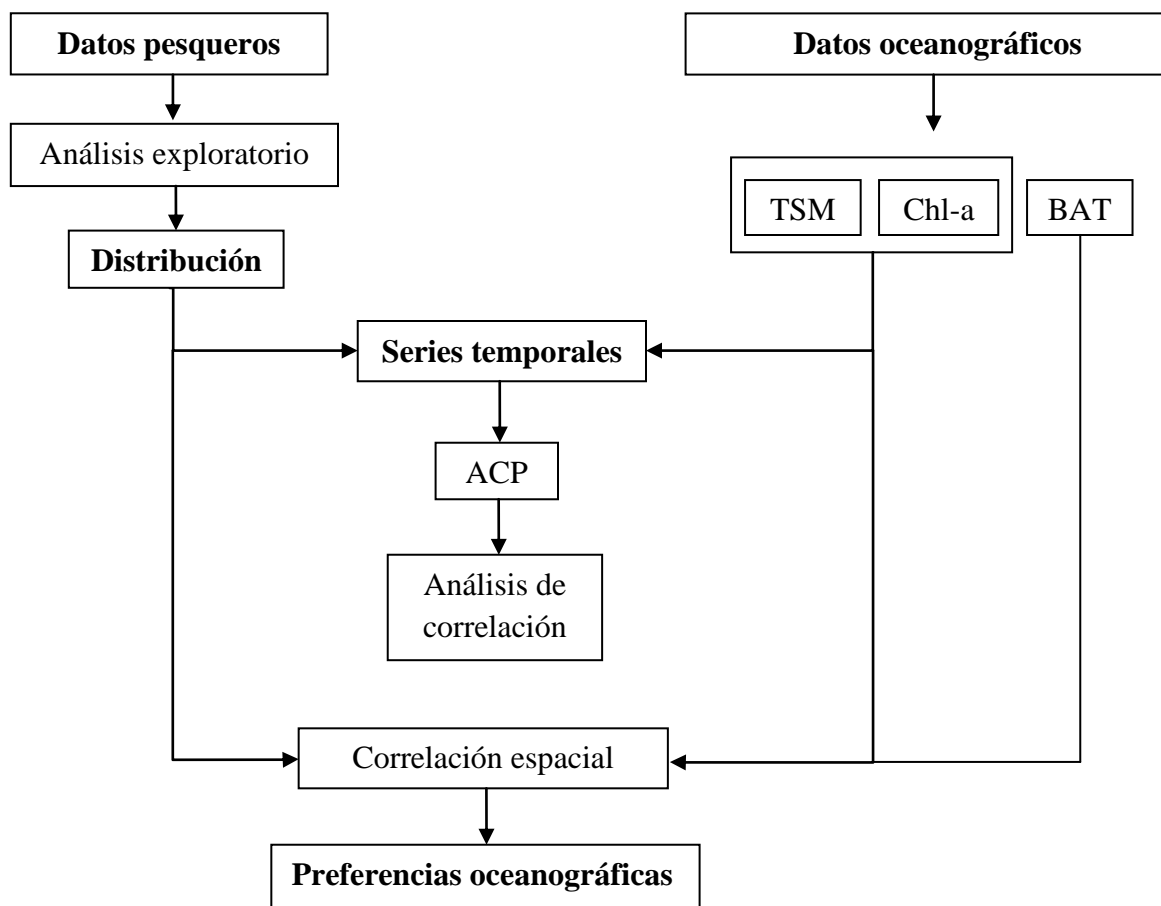 Datos pesqueros
Datos oceanográficos
Análisis exploratorio
TSM
Chl-a
BAT
Distribución
Series temporales
ACP
Análisis de
correlación
Correlación espacial
Preferencias oceanográficas